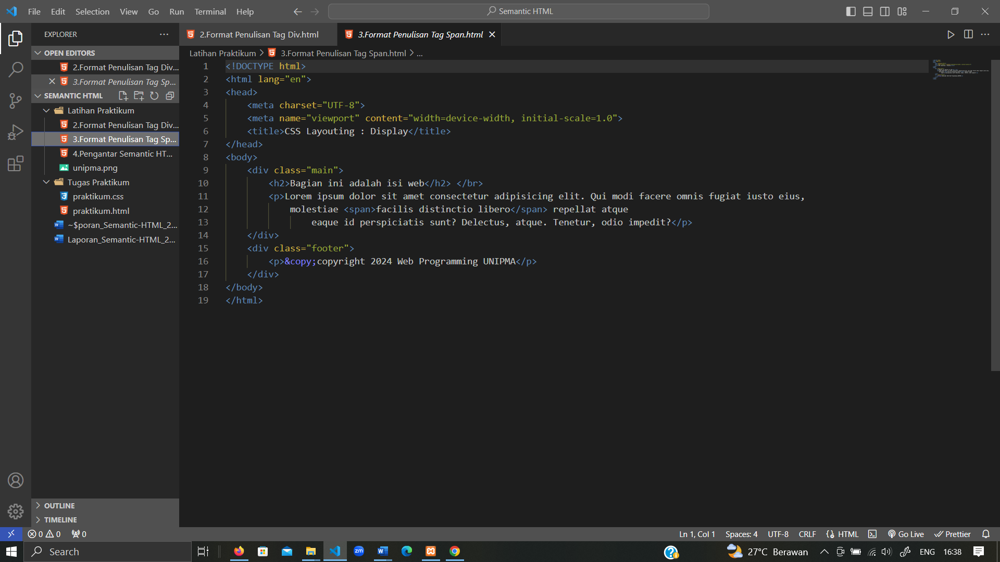 File Edit Selection View Go Run Terminal Help
Semantic HTML
EXPLORER
2.Format Penulisan Tag Div.html
3.Format Penulisan Tag Span.html
OPEN EDITORS
2.Format Penulisan Tag Div...
3.Format Penulisan Tag Sp...
SEMANTIC HTML
Latihan Praktikum
2.Format Penulisan Tag Div...
3.Format Penulisan Tag Sp...
4.Pengantar Semantic HT...
unipma.png
Tugas Praktikum
praktikum.css
praktikum.html
~$poran_Semantic-HTML_2...
Laporan_Semantic-HTML_2...
OUTLINE
TIMELINE
Latihan Praktikum > 3.Format Penulisan Tag Span.html > ...
1 <!DOCTYPE html>
2 <html lang="en">
3 <head>
4 <meta charset="UTF-8">
5 <meta name="viewport" content="width=device-width, initial-scale=1.0">
6 <title>CSS Layouting : Display</title>
7 </head>
8 <body>
9 <div class="main">
10 <h2>Bagian ini adalah isi web</h2> </br>
11 <p>Lorem ipsum dolor sit amet consectetur adipisicing elit. Qui modi facere omnis fugiat iusto eius,
12 molestiae <span>facilis distinctio libero</span> repellat atque
13 eaque id perspiciatis sunt? Delectus, atque. Tenetur, odio impedit?</p>
14 </div>
15 <div class="footer">
16 <p>&copy;copyright 2024 Web Programming UNIPMA</p>
17 </div>
18 </body>
19 </html>
0 0 0
Ln 1, Col 1 Spaces: 4 UTF-8 CRLF HTML Go Live Prettier
Search
zm
27°C Berawan
ENG 16:38